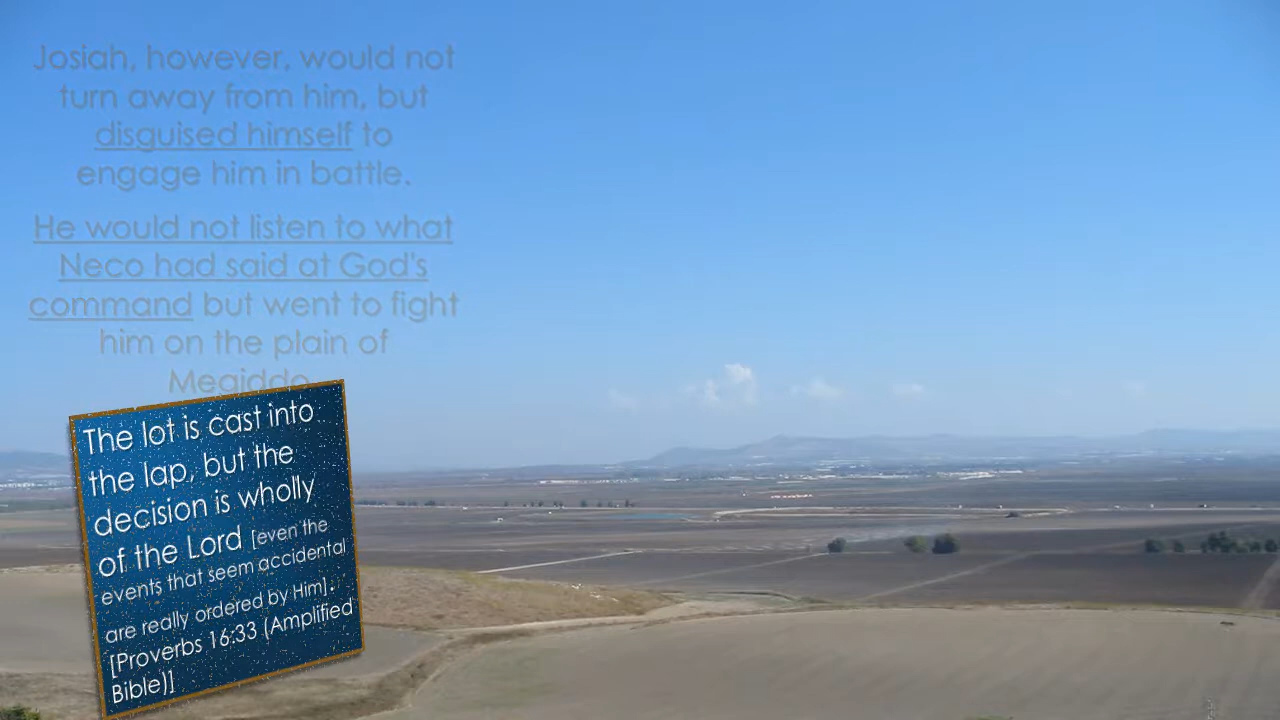 Josiah, however, would not
turn away from him, but
disguised himself to
engage him in battle.
He would not listen to what
Neco had said at God's
command but went to fight
him on the plain of
Megiddo
The lot is cast into
the lap, but the
decision is wholly
of the Lord [even the
events that seem accidental
are really ordered by Him].
[Proverbs 16:33 (Amplified
Bible)]